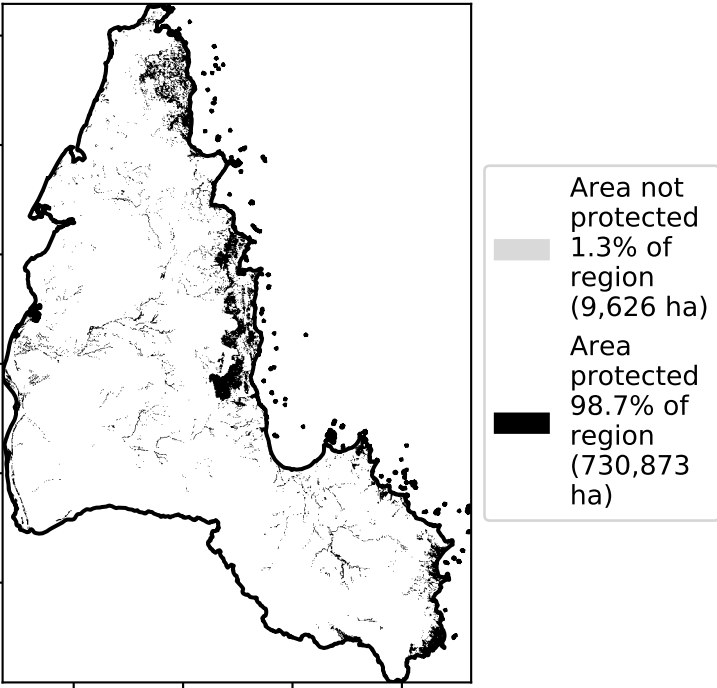 Area not
protected
1.3% of
region
(9,626 ha)
Area
protected
98.7% of
region
(730,873
ha)